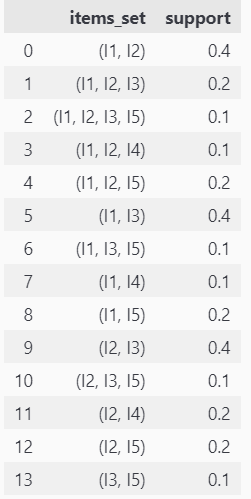 items_set support
0 (I1, I2) 0.4
1 (I1, I2, I3) 0.2
2 (I1, I2, I3, I5) 0.1
3 (I1, I2, I4) 0.1
4 (I1, I2, I5) 0.2
5 (I1, I3) 0.4
6 (I1, I3, I5) 0.1
7 (I1, I4) 0.1
8 (I1, I5) 0.2
9 (I2, I3) 0.4
10 (I2, I3, I5) 0.1
11 (I2, I4) 0.2
12 (I2, I5) 0.2
13 (I3, I5) 0.1